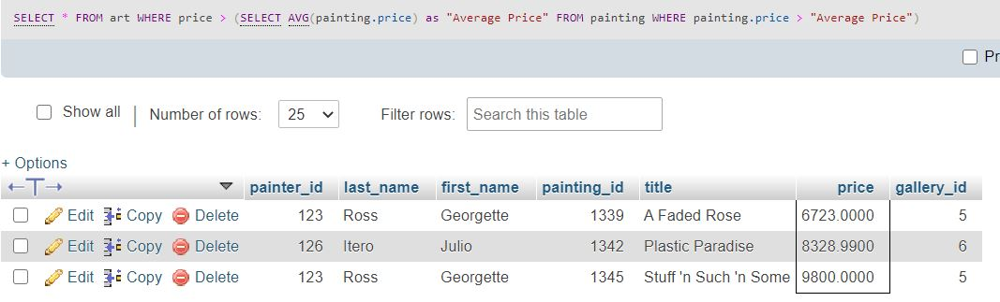 SELECT * FROM art WHERE price > (SELECT AVG(painting.price) as "Average Price" FROM painting WHERE painting.price > "Average Price")
Pr
Show all | Number of rows: 25 Filter rows: Search this table
+ Options
←T→ painter_id last_name first_name painting_id title price gallery_id
Edit Copy Delete 123 Ross Georgette 1339 A Faded Rose 6723.0000 5
Edit Copy Delete 126 Itero Julio 1342 Plastic Paradise 8328.9900 6
Edit Copy Delete 123 Ross Georgette 1345 Stuff 'n Such 'n Some 9800.0000 5